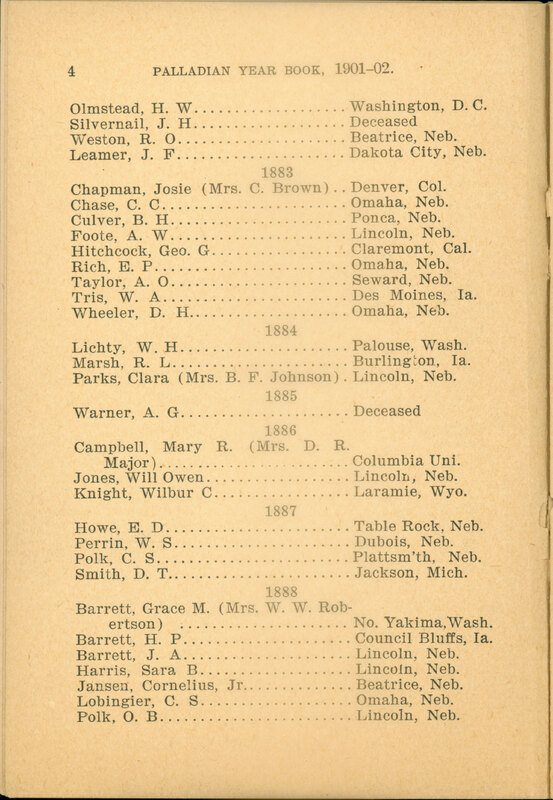 4 PALLADIAN YEAR BOOK, 1901-02.
Olmstead, H. W................... Washington, D. C.
Silvernail, J. H................... Deceased
Weston, R. O..................... Beatrice, Neb.
Leamer, J. F..................... Dakota City, Neb.
1883
Chapman, Josie (Mrs. C. Brown).. Denver, Col.
Chase, C. C....................... Omaha, Neb.
Culver, B. H...................... Ponca, Neb.
Foote, A. W...................... Lincoln, Neb.
Hitchcock, Geo. G................. Claremont, Cal.
Rich, E. P........................ Omaha, Neb.
Taylor, A. O...................... Seward, Neb.
Tris, W. A....................... Des Moines, Ia.
Wheeler, D. H.................... Omaha, Neb.
1884
Lichty, W. H..................... Palouse, Wash.
Marsh, R. L...................... Burlington, Ia.
Parks, Clara (Mrs. B. F. Johnson). Lincoln, Neb.
1885
Warner, A. G..................... Deceased
1886
Campbell, Mary R. (Mrs. D. R.
Major)....................... Columbia Uni.
Jones, Will Owen.................. Lincoln, Neb.
Knight, Wilbur C................. Laramie, Wyo.
1887
Howe, E. D....................... Table Rock, Neb.
Perrin, W. S...................... Dubois, Neb.
Polk, C. S........................ Plattsm'th, Neb.
Smith, D. T...................... Jackson, Mich.
1888
Barrett, Grace M. (Mrs. W. W. Rob-
ertson) ..................... No. Yakima,Wash.
Barrett, H. P..................... Council Bluffs, Ia.
Barrett, J. A..................... Lincoln, Neb.
Harris, Sara B................... Lincoln, Neb.
Jansen, Cornelius, Jr............. Beatrice, Neb.
Lobingier, C. S................... Omaha, Neb.
Polk, O. B........................ Lincoln, Neb.